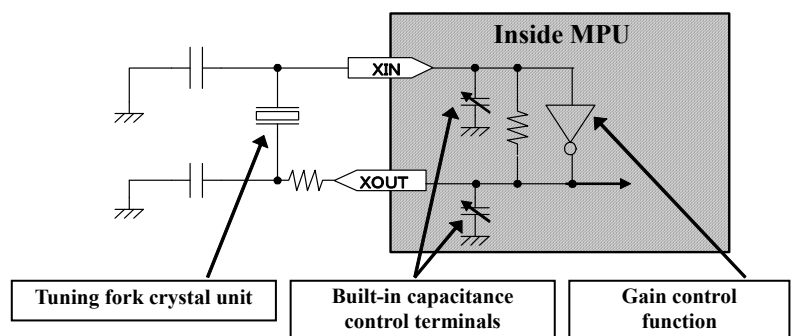 Inside MPU
XIN
XOUT
Tuning fork crystal unit
Built-in capacitance
control terminals
Gain control
function